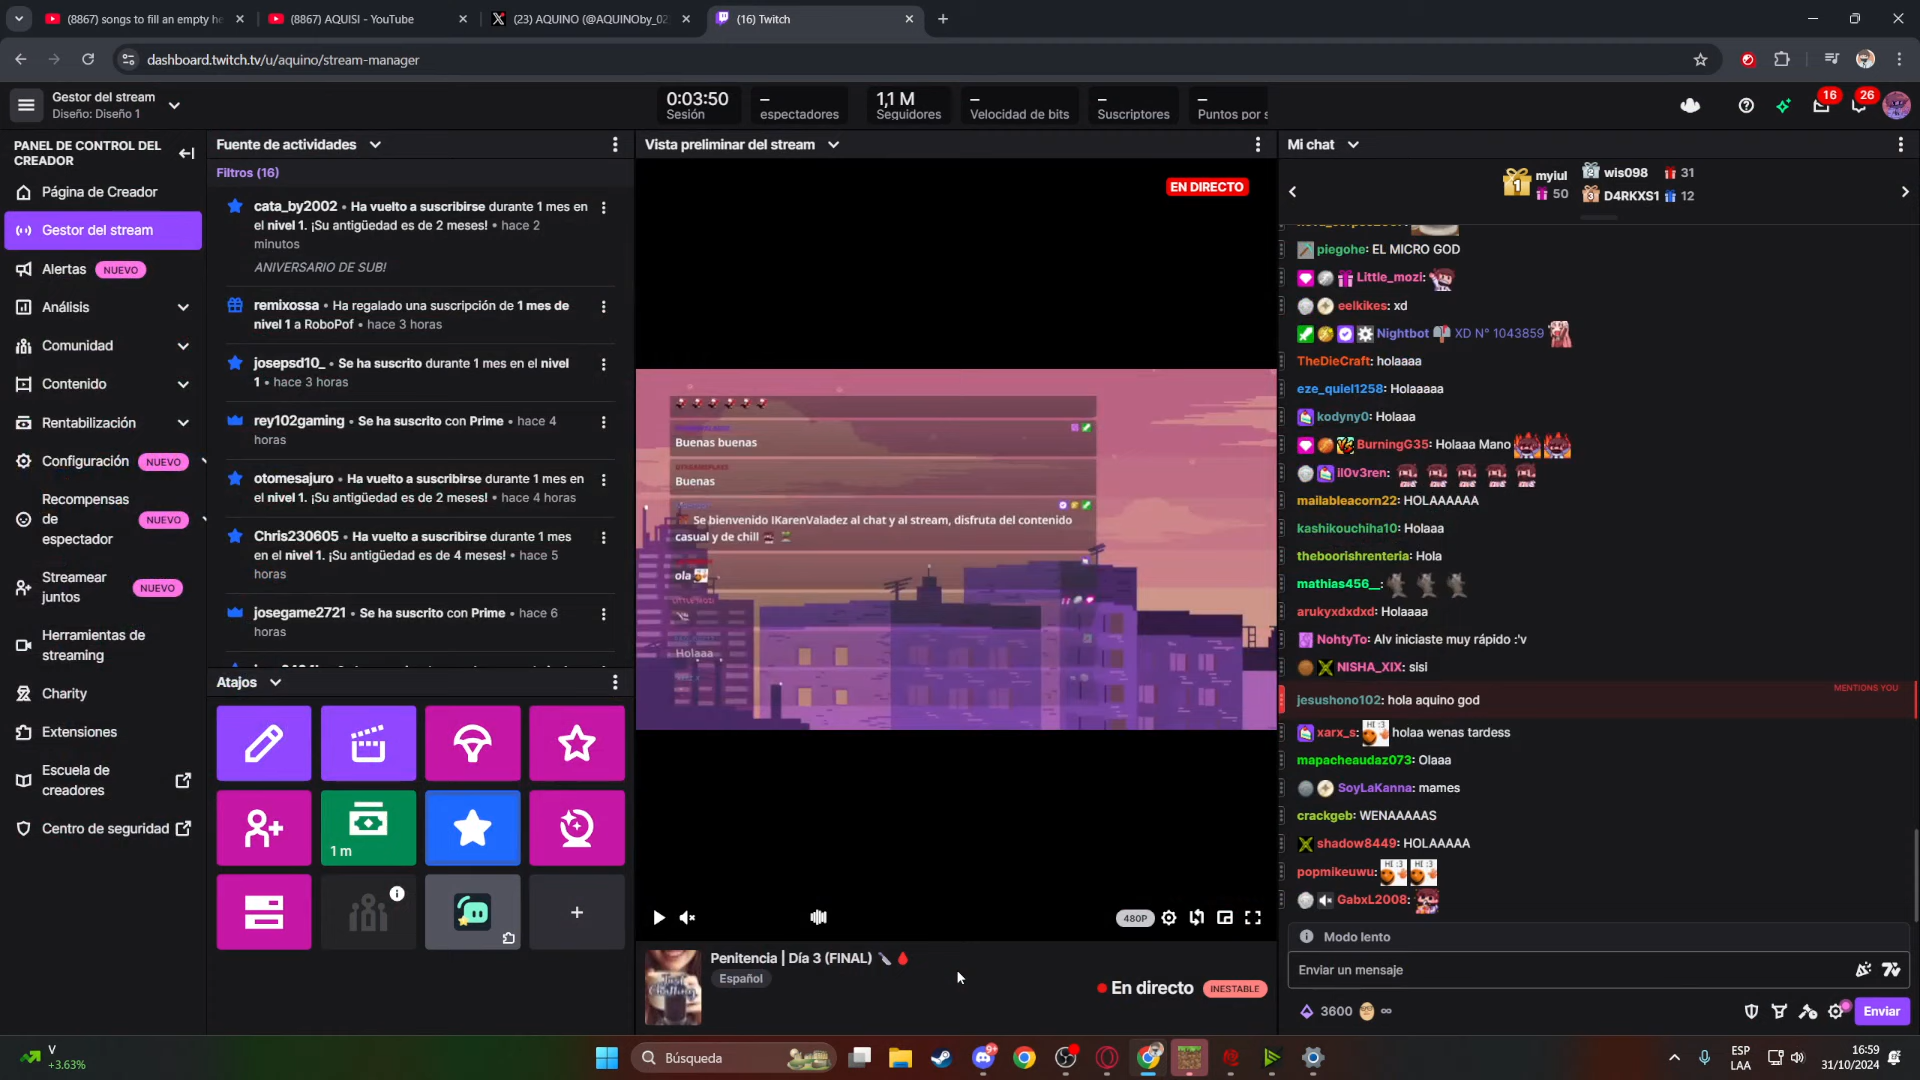 (8867) songs to fill an empty he
(8867) AQUISI - YouTube
(23) AQUINO (@AQUINOby_02
(16) Twitch
dashboard.twitch.tv/u/aquino/stream-manager
Gestor del stream
Diseño: Diseño 1
0:03:50
Sesión
–
espectadores
1,1 M
Seguidores
–
Velocidad de bits
–
Suscriptores
–
Puntos por s
16
26
PANEL DE CONTROL DEL
CREADOR
Página de Creador
Gestor del stream
Alertas NUEVO
Análisis
Comunidad
Contenido
Rentabilización
Configuración NUEVO
Recompensas
de
espectador
NUEVO
Streamear
juntos
NUEVO
Herramientas de
streaming
Charity
Extensiones
Escuela de
creadores
Centro de seguridad
Fuente de actividades
Filtros (16)
cata_by2002 • Ha vuelto a suscribirse durante 1 mes en
el nivel 1. ¡Su antigüedad es de 2 meses! • hace 2
minutos
ANIVERSARIO DE SUB!
remixossa • Ha regalado una suscripción de 1 mes de
nivel 1 a RoboPof • hace 3 horas
josepsd10_ • Se ha suscrito durante 1 mes en el nivel
1 • hace 3 horas
rey102gaming • Se ha suscrito con Prime • hace 4
horas
otomesajuro • Ha vuelto a suscribirse durante 1 mes en
el nivel 1. ¡Su antigüedad es de 2 meses! • hace 4 horas
Chris230605 • Ha vuelto a suscribirse durante 1 mes
en el nivel 1. ¡Su antigüedad es de 4 meses! • hace 5
horas
josegame2721 • Se ha suscrito con Prime • hace 6
horas
Atajos
1 m
Vista preliminar del stream
EN DIRECTO
Buenas buenas
Buenas
Se bienvenido IKarenValadez al chat y al stream, disfruta del contenido
casual y de chill
ola
Holaaa
480P
Penitencia | Día 3 (FINAL)
Español
En directo
INESTABLE
Mi chat
1
myiul
50
2
wis098 31
3
D4RKXS1 12
piegohe: EL MICRO GOD
Little_mozi:
eelkikes: xd
Nightbot XD N° 1043859
TheDieCraft: holaaaa
eze_quiel1258: Holaaaaa
kodyny0: Holaaa
BurningG35: Holaaa Mano
il0v3ren:
mailableacorn22: HOLAAAAAA
kashikouchiha10: Holaaa
theboorishrenteria: Hola
mathias456__:
arukyxdxdxd: Holaaaa
NohtyTo: Alv iniciaste muy rápido :'v
NISHA_XIX: sisi
MENTIONS YOU
jesushono102: hola aquino god
xarx_s: HI :3 holaa wenas tardess
mapacheaudaz073: Olaaa
SoyLaKanna: mames
crackgeb: WENAAAAAS
shadow8449: HOLAAAAA
popmikeuwu: HI :3 HI :3
GabxL2008:
Modo lento
Enviar un mensaje
3600 ∞
Enviar
V
+3.63%
Búsqueda
9+
ESP
LAA
16:59
31/10/2024